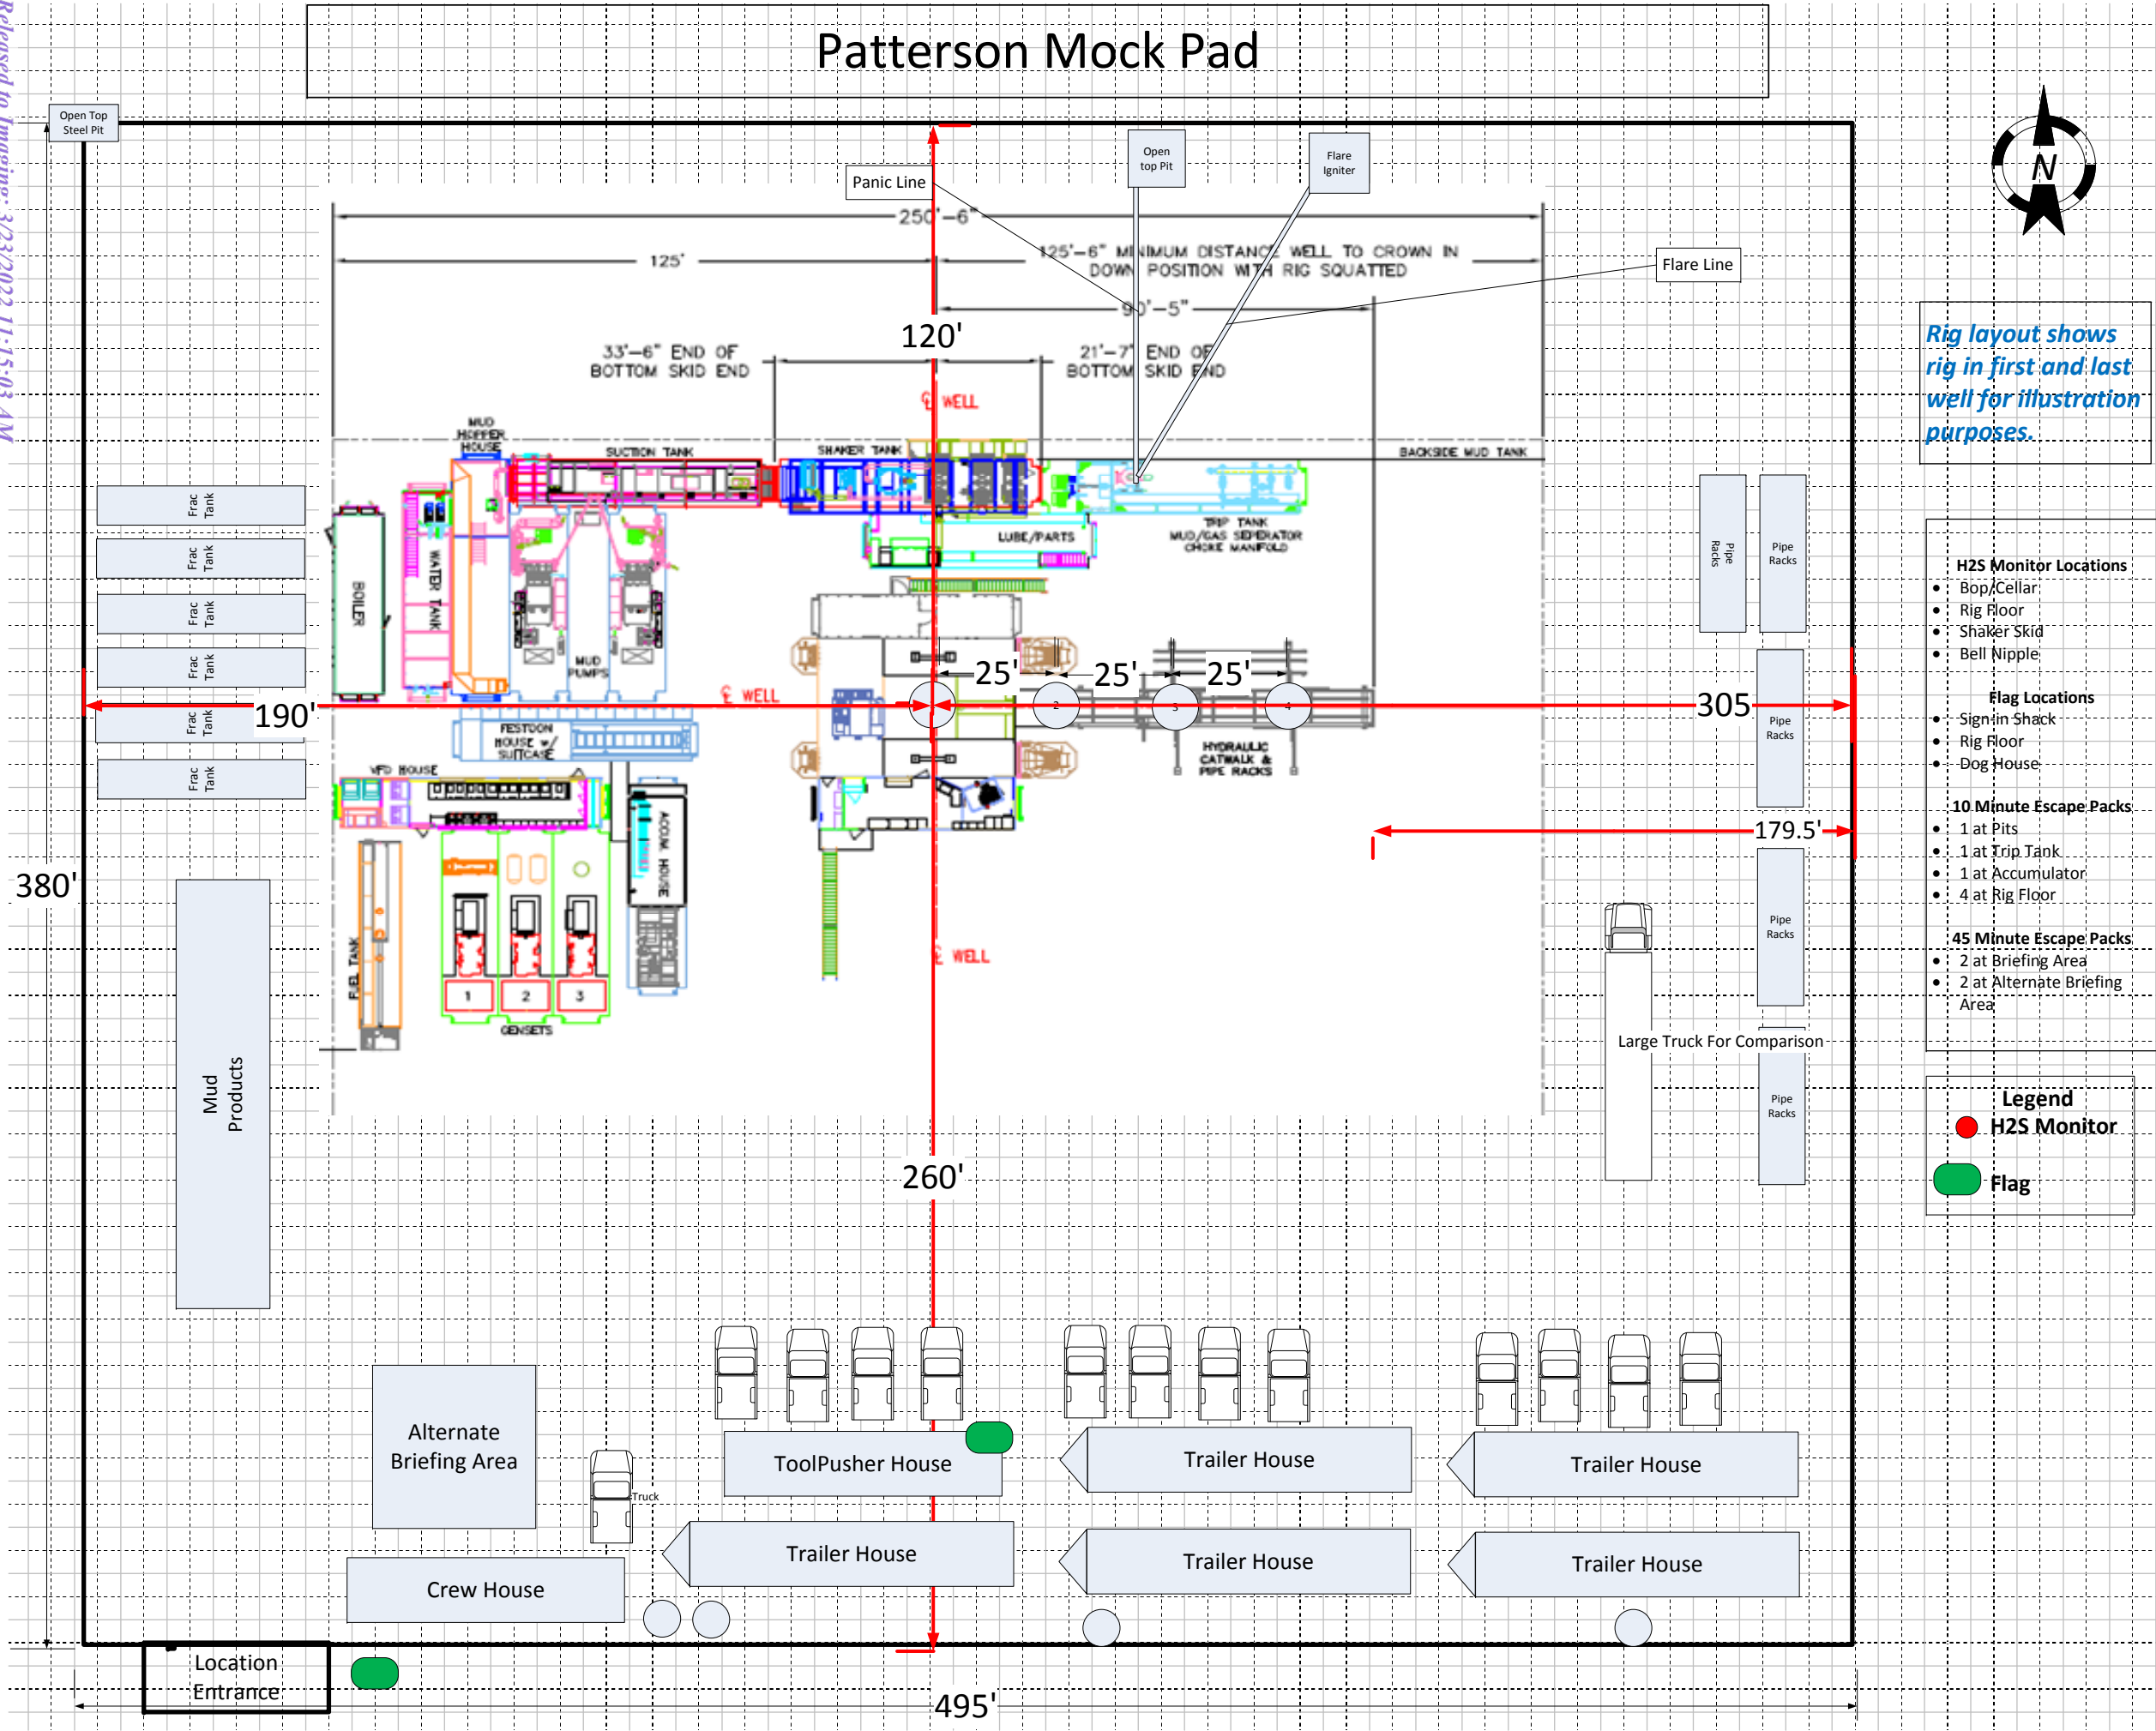 Released to Imaging: 3/23/2022 11:15:03 AM
Patterson Mock Pad
Open Top
Steel Pit
Panic Line
Open
top Pit
Flare
Igniter
Flare Line
N
250'-6"
125'
125'-6" MINIMUM DISTANCE WELL TO CROWN IN
DOWN POSITION WITH RIG SQUATTED
90'-5"
120'
33'-6" END OF
BOTTOM SKID END
21'-7" END OF
BOTTOM SKID END
℄ WELL
MUD
HOPPER
HOUSE
SUCTION TANK
SHAKER TANK
BACKSIDE MUD TANK
LUBE/PARTS
TRIP TANK
MUD/GAS SEPERATOR
CHOKE MANIFOLD
BOILER
WATER TANK
MUD
PUMPS
Frac
Tank
Frac
Tank
Frac
Tank
Frac
Tank
Frac
Tank
Frac
Tank
190'
℄ WELL
25'
25'
25'
2
3
4
305
HYDRAULIC
CATWALK &
PIPE RACKS
FESTOON
HOUSE w/
SUITCASE
VFD HOUSE
ACCUM. HOUSE
FUEL TANK
1
2
3
GENSETS
℄ WELL
179.5'
Pipe
Racks
Pipe
Racks
Pipe
Racks
Pipe
Racks
Pipe
Racks
Large Truck For Comparison
380'
Mud
Products
260'
Alternate
Briefing Area
Truck
ToolPusher House
Trailer House
Trailer House
Crew House
Trailer House
Trailer House
Trailer House
Location
Entrance
495'
Rig layout shows
rig in first and last
well for illustration
purposes.
H2S Monitor Locations
• Bop/Cellar
• Rig Floor
• Shaker Skid
• Bell Nipple
Flag Locations
• Sign in Shack
• Rig Floor
• Dog House
10 Minute Escape Packs
• 1 at Pits
• 1 at Trip Tank
• 1 at Accumulator
• 4 at Rig Floor
45 Minute Escape Packs
• 2 at Briefing Area
• 2 at Alternate Briefing
Area
Legend
H2S Monitor
Flag